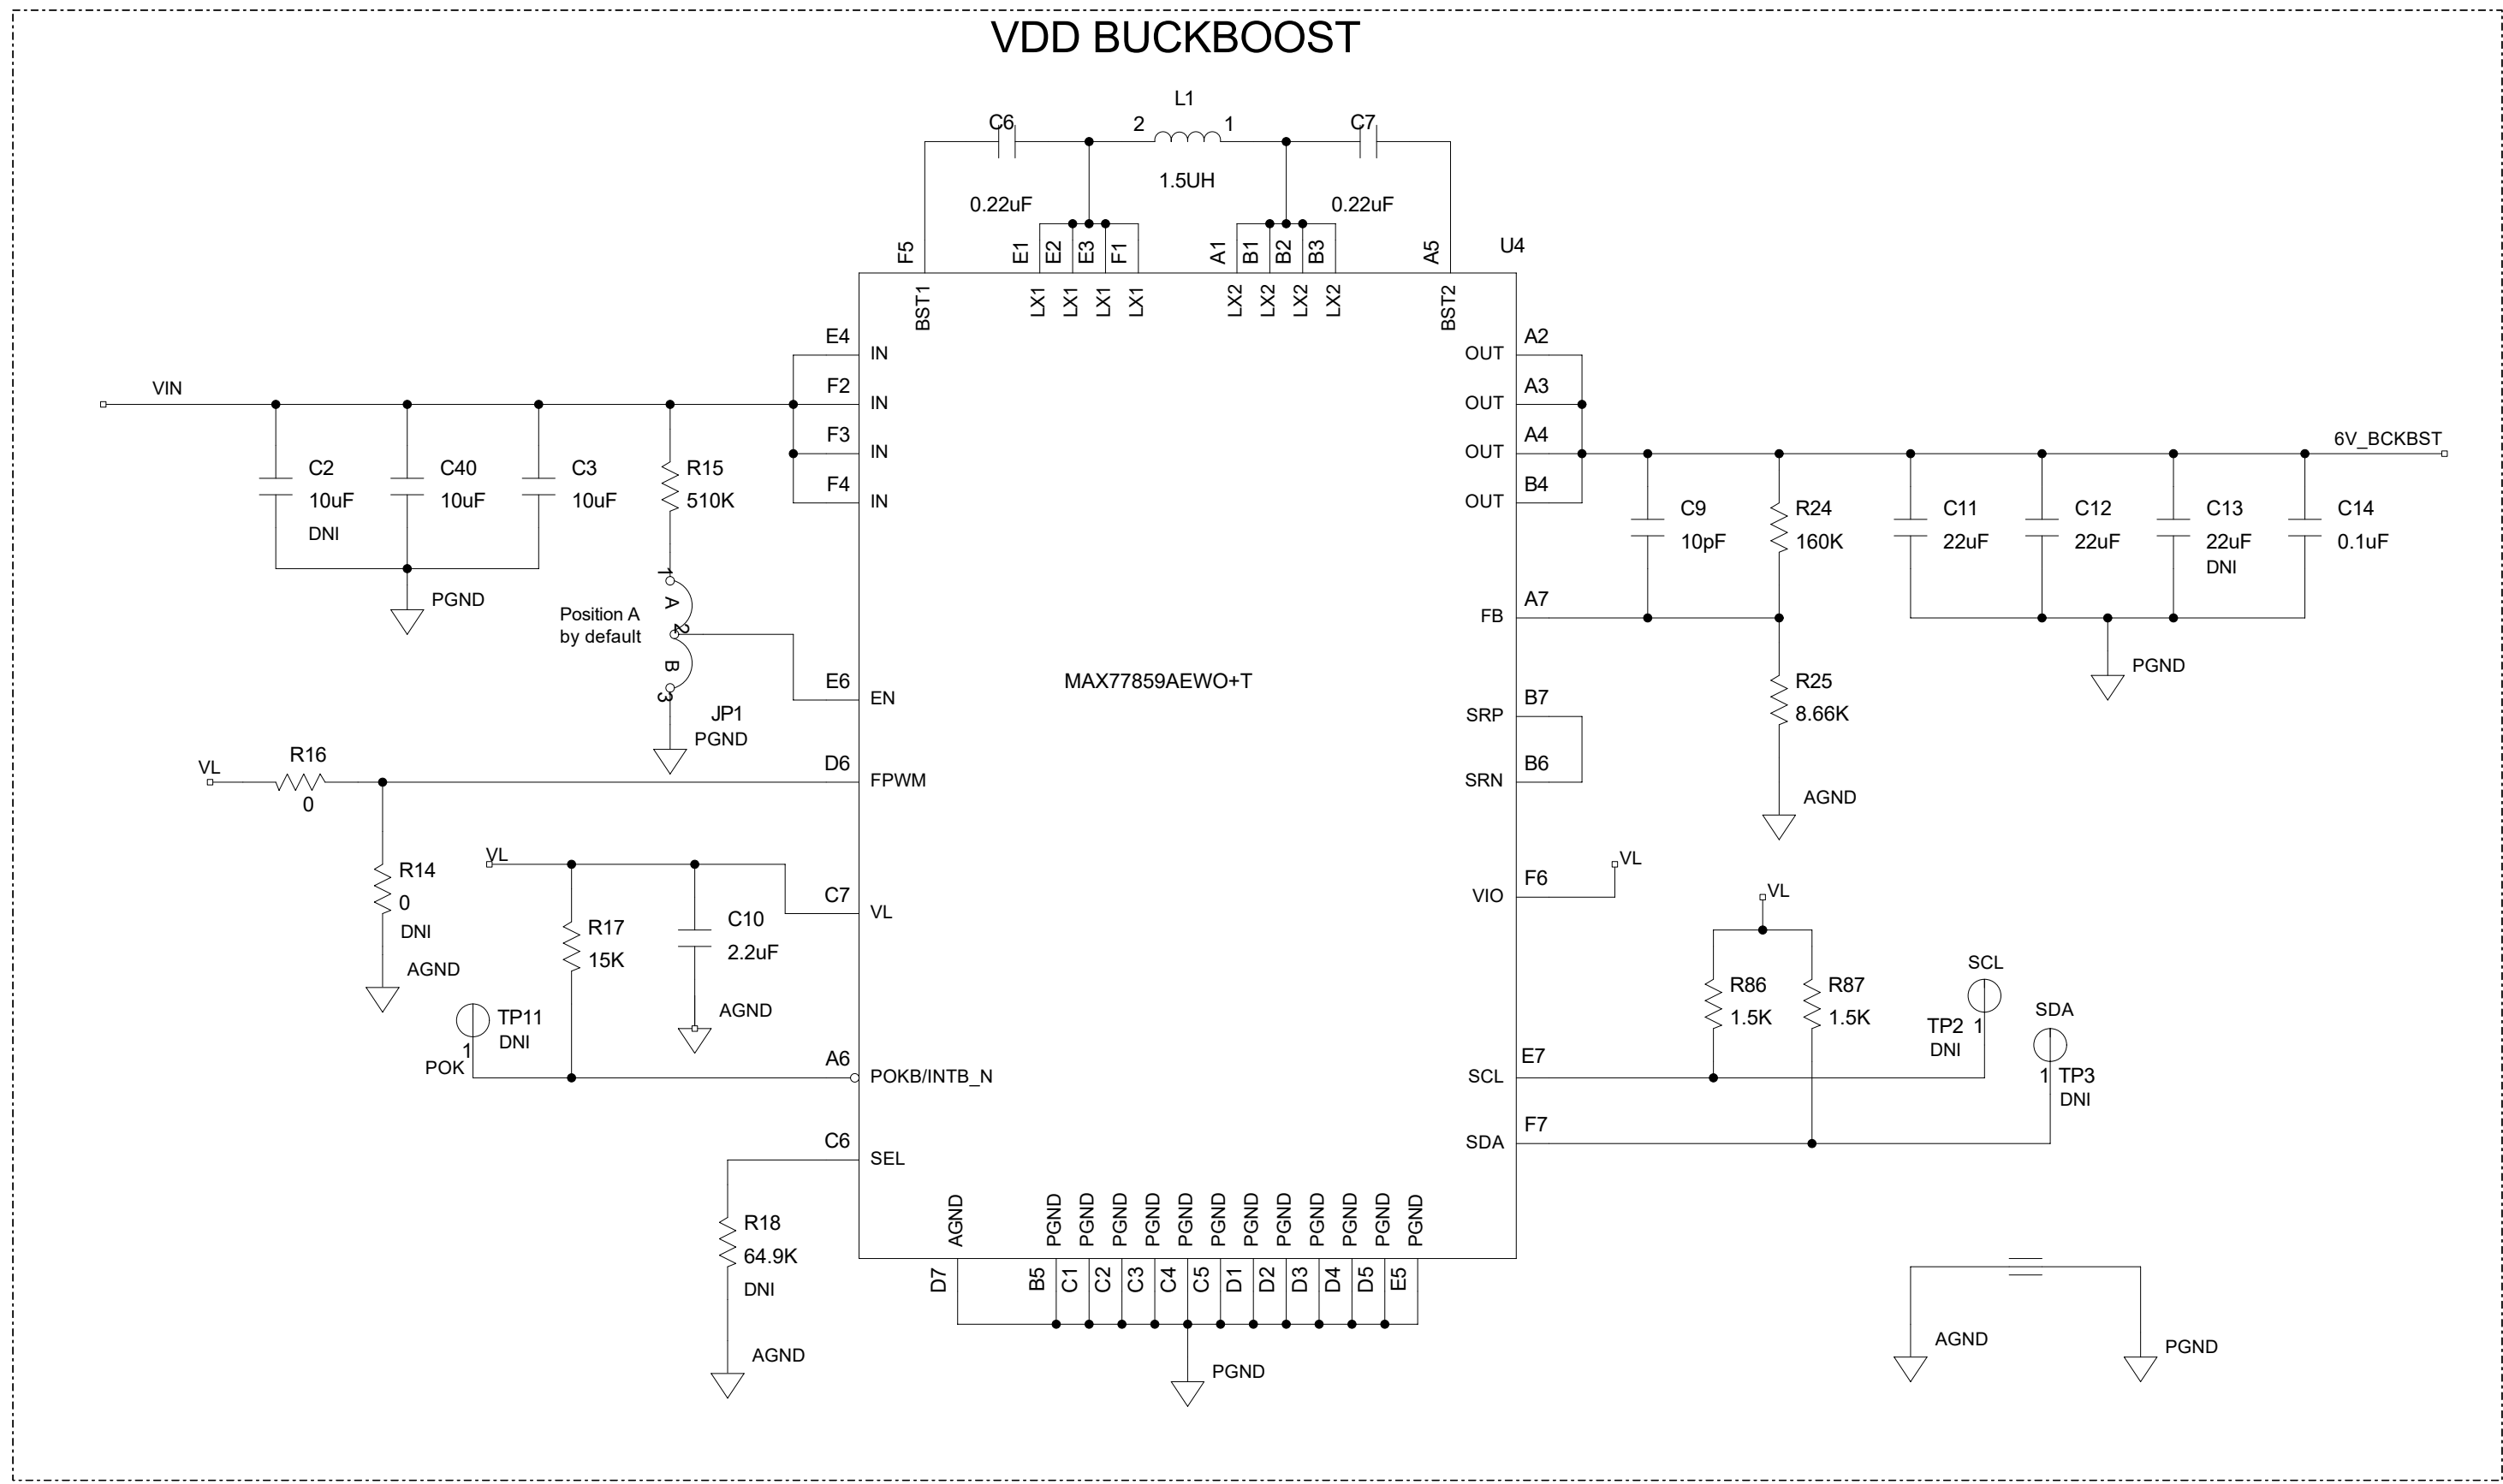 VDD BUCKBOOST
L1
C6
2
1
C7
1.5UH
0.22uF
0.22uF
U4
F5
E1
E2
E3
F1
A1
B1
B2
B3
A5
BST1
LX1
LX1
LX1
LX1
LX2
LX2
LX2
LX2
BST2
VIN
E4
IN
F2
IN
F3
IN
F4
IN
OUT
A2
OUT
A3
OUT
A4
OUT
B4
6V_BCKBST
C2
10uF
DNI
C40
10uF
C3
10uF
R15
510K
PGND
C9
10pF
R24
160K
C11
22uF
C12
22uF
C13
22uF
DNI
C14
0.1uF
1
A
2
B
3
Position A
by default
JP1
PGND
E6
EN
FB
A7
PGND
MAX77859AEWO+T
R25
8.66K
AGND
SRP
B7
SRN
B6
VL
R16
0
D6
FPWM
R14
0
DNI
AGND
VL
C7
VL
R17
15K
C10
2.2uF
AGND
VIO
F6
VL
VL
R86
1.5K
R87
1.5K
SCL
TP2
1
DNI
SDA
1
TP3
DNI
TP11
DNI
1
POK
A6
POKB/INTB_N
SCL
E7
SDA
F7
C6
SEL
R18
64.9K
DNI
AGND
AGND
PGND
PGND
PGND
PGND
PGND
PGND
PGND
PGND
PGND
PGND
PGND
PGND
D7
B5
C1
C2
C3
C4
C5
D1
D2
D3
D4
D5
E5
PGND
AGND
PGND